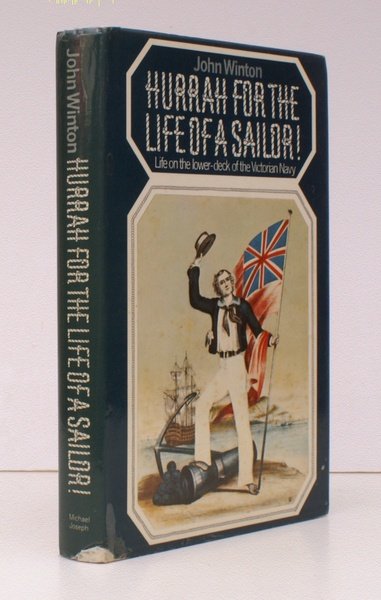 John Winton
HURRAH FOR THE
LIFE OF A SAILOR!
Life on the lower-deck of the Victorian Navy
John Winton HURRAH FOR THE LIFE OF A SAILOR!
Michael
Joseph